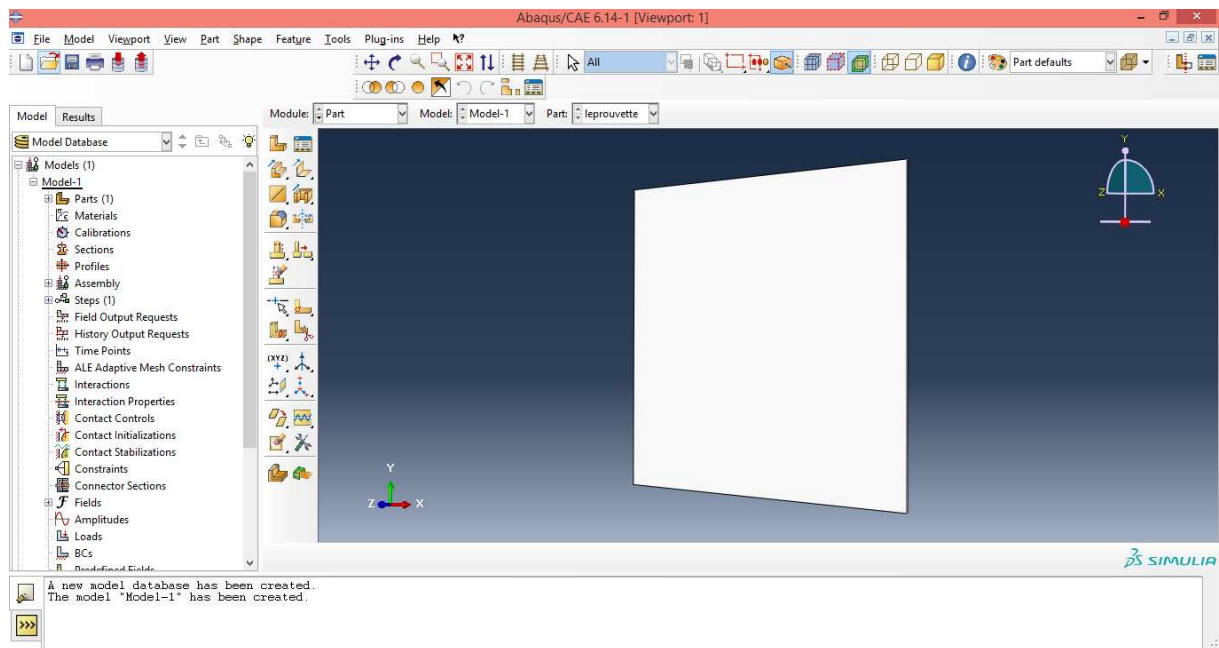 Abaqus/CAE 6.14-1 [Viewport: 1]
File Model Viewport View Part Shape Feature Tools Plug-ins Help
All
Part defaults
Model Results
Module: Part Model: Model-1 Part: leprouvette
Model Database
Models (1)
Model-1
Parts (1)
Materials
Calibrations
Sections
Profiles
Assembly
Steps (1)
Field Output Requests
History Output Requests
Time Points
ALE Adaptive Mesh Constraints
Interactions
Interaction Properties
Contact Controls
Contact Initializations
Contact Stabilizations
Constraints
Connector Sections
Fields
Amplitudes
Loads
BCs
Predefined Fields
(XYZ)
Y
Z X
Y
Z X
SIMULIA
A new model database has been created.
The model "Model-1" has been created.
>>>